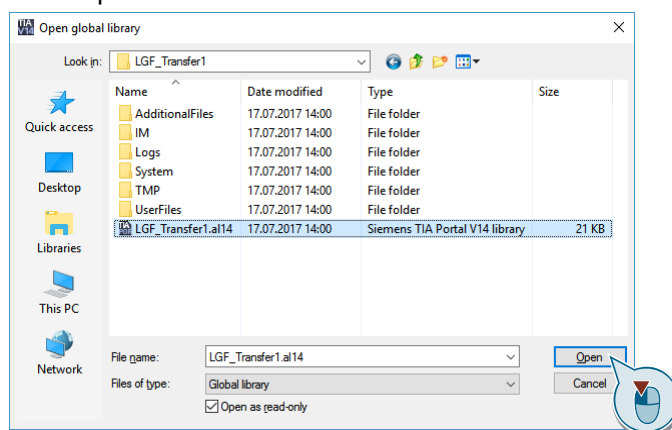 TIA V14 Open global library
Look in: LGF_Transfer1
Name Date modified Type Size
AdditionalFiles 17.07.2017 14:00 File folder
IM 17.07.2017 14:00 File folder
Logs 17.07.2017 14:00 File folder
System 17.07.2017 14:00 File folder
TMP 17.07.2017 14:00 File folder
UserFiles 17.07.2017 14:00 File folder
LGF_Transfer1.al14 17.07.2017 14:00 Siemens TIA Portal V14 library 21 KB
Quick access
Desktop
Libraries
This PC
Network
File name: LGF_Transfer1.al14 Open
Files of type: Global library Cancel
Open as read-only